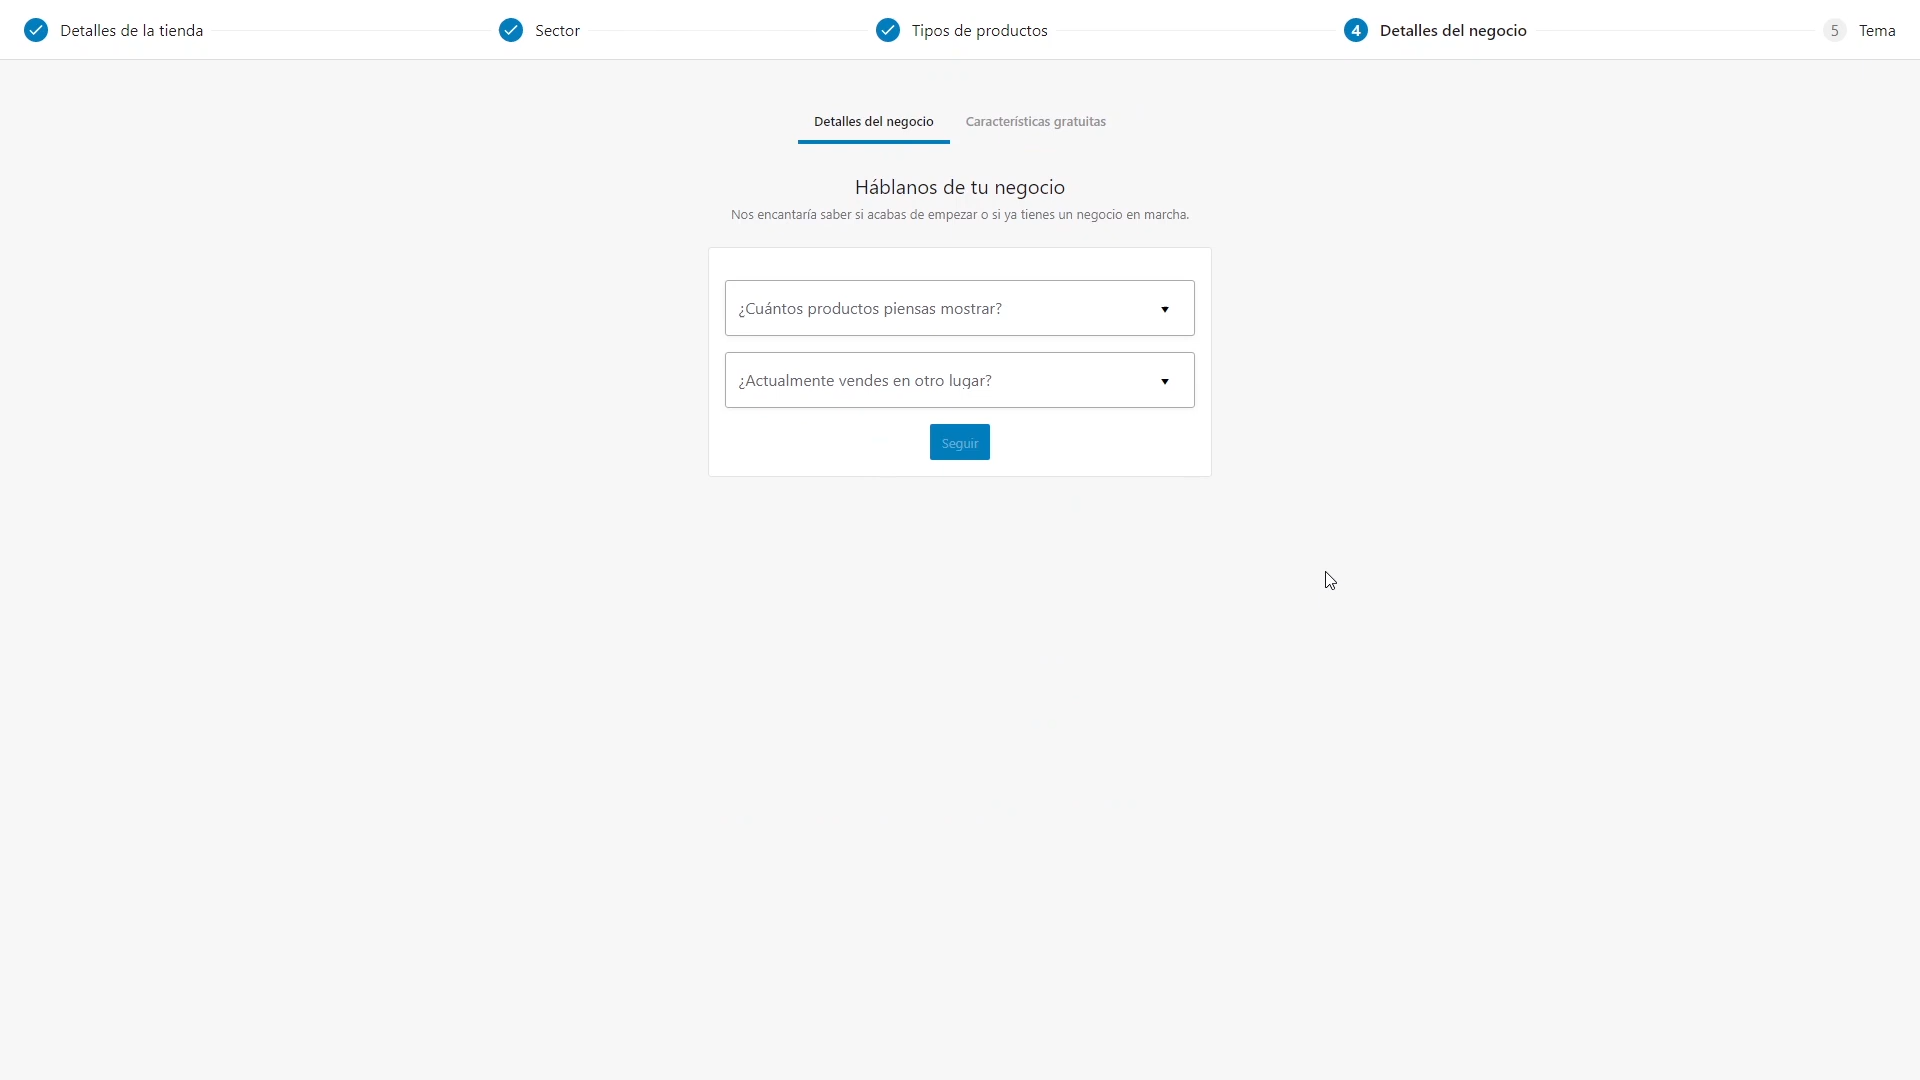 Detalles de la tienda
Sector
Tipos de productos
4 Detalles del negocio
5 Tema
Detalles del negocio
Características gratuitas
Háblanos de tu negocio
Nos encantaría saber si acabas de empezar o si ya tienes un negocio en marcha.
¿Cuántos productos piensas mostrar?
¿Actualmente vendes en otro lugar?
Seguir